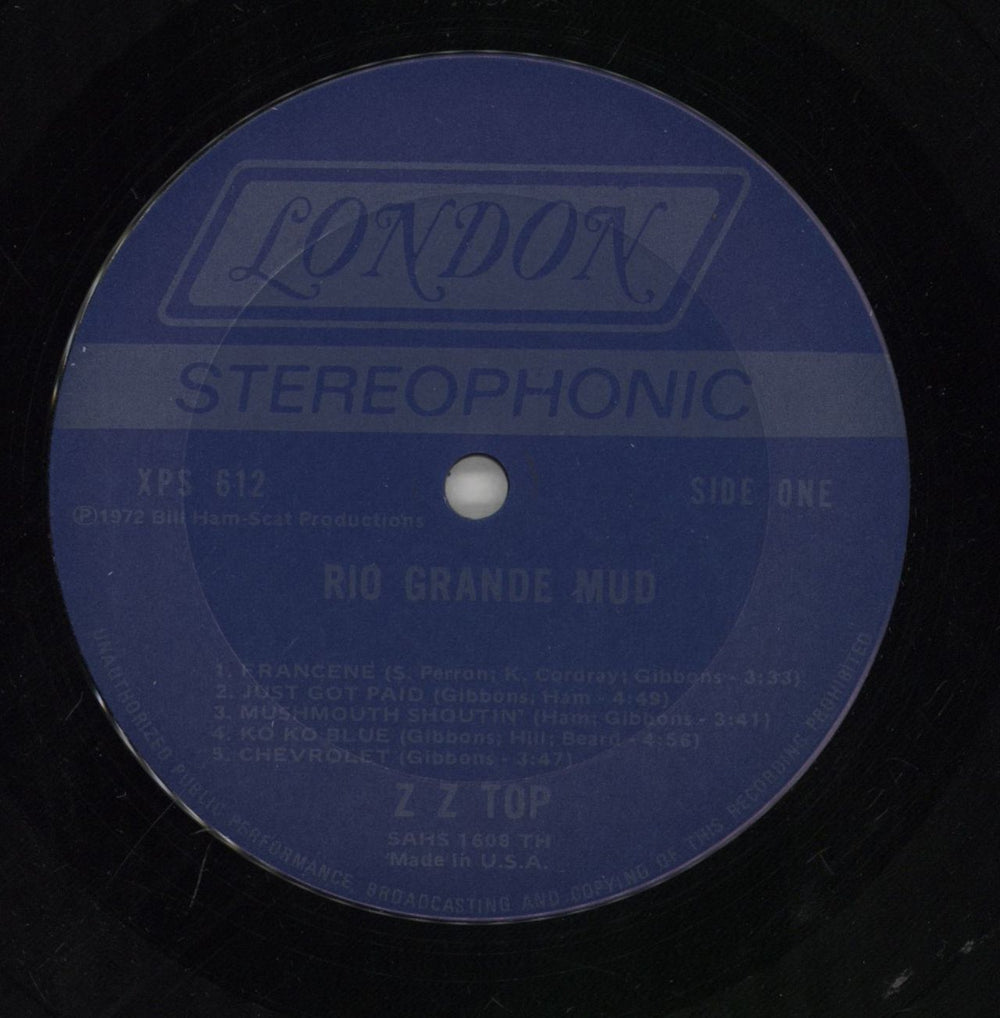 LONDON
STEREOPHONIC
XPS 612
SIDE ONE
Ⓟ1972 Bill Ham-Scat Productions
RIO GRANDE MUD
1. FRANCENE (S. Perron; K. Cordray; Gibbons - 3:33)
2. JUST GOT PAID (Gibbons; Ham - 4:49)
3. MUSHMOUTH SHOUTIN' (Ham; Gibbons - 3:41)
4. KO KO BLUE (Gibbons; Hill; Beard - 4:56)
5. CHEVROLET (Gibbons - 3:47)
Z Z TOP
SAHS 1608 TH
Made in U.S.A.
UNAUTHORIZED PUBLIC PERFORMANCE, BROADCASTING AND COPYING OF THIS RECORDING PROHIBITED